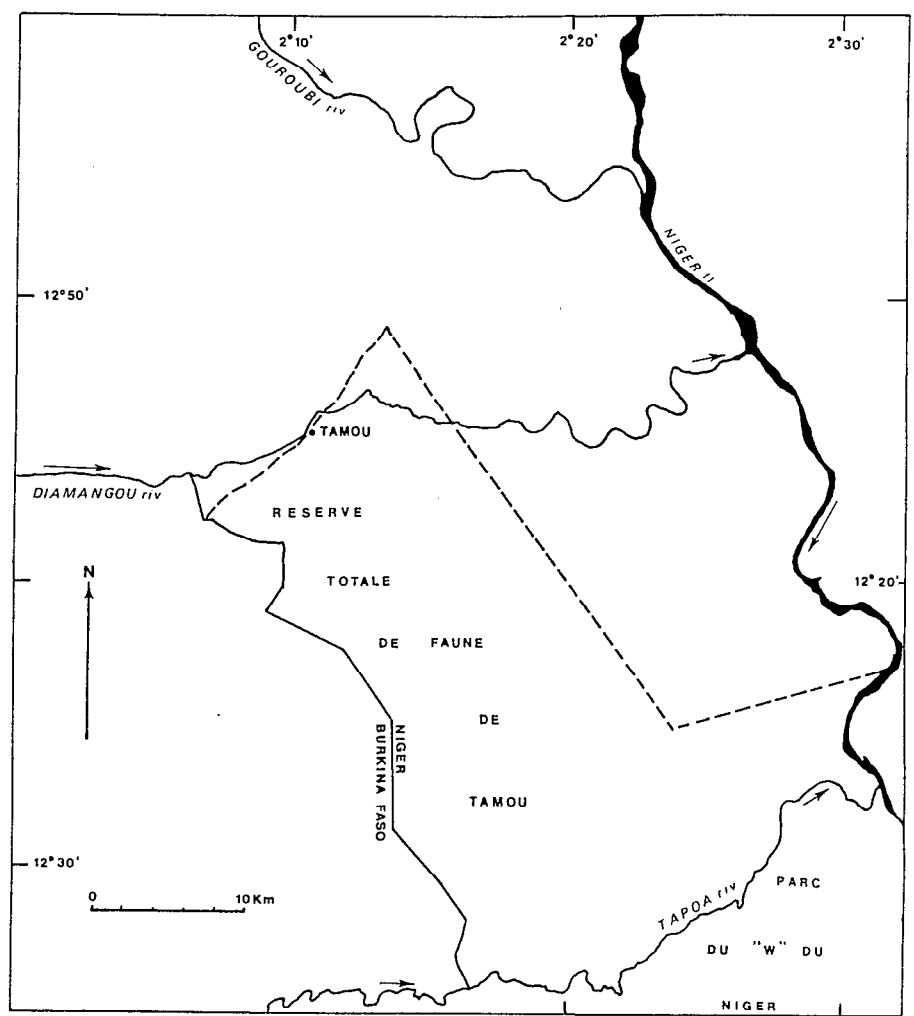 2°10'
2°20'
2°30'
GOUROUBI riv
NIGER II
12°50'
TAMOU
DIAMANGOU riv
RESERVE
N
TOTALE
12°20'
DE FAUNE
DE
NIGER
BURKINA FASO
TAMOU
12°30'
0 10Km
TAPOA riv
PARC
DU "W" DU
NIGER